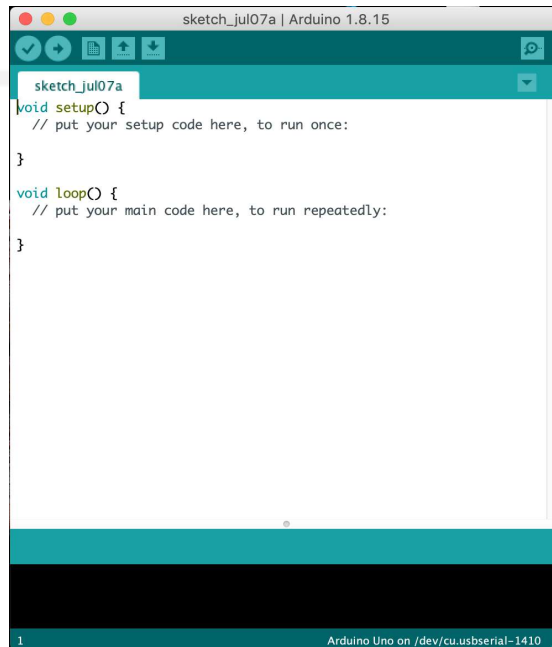 sketch_jul07a | Arduino 1.8.15
sketch_jul07a
void setup() {
  // put your setup code here, to run once:
}
void loop() {
  // put your main code here, to run repeatedly:
}
1
Arduino Uno on /dev/cu.usbserial-1410